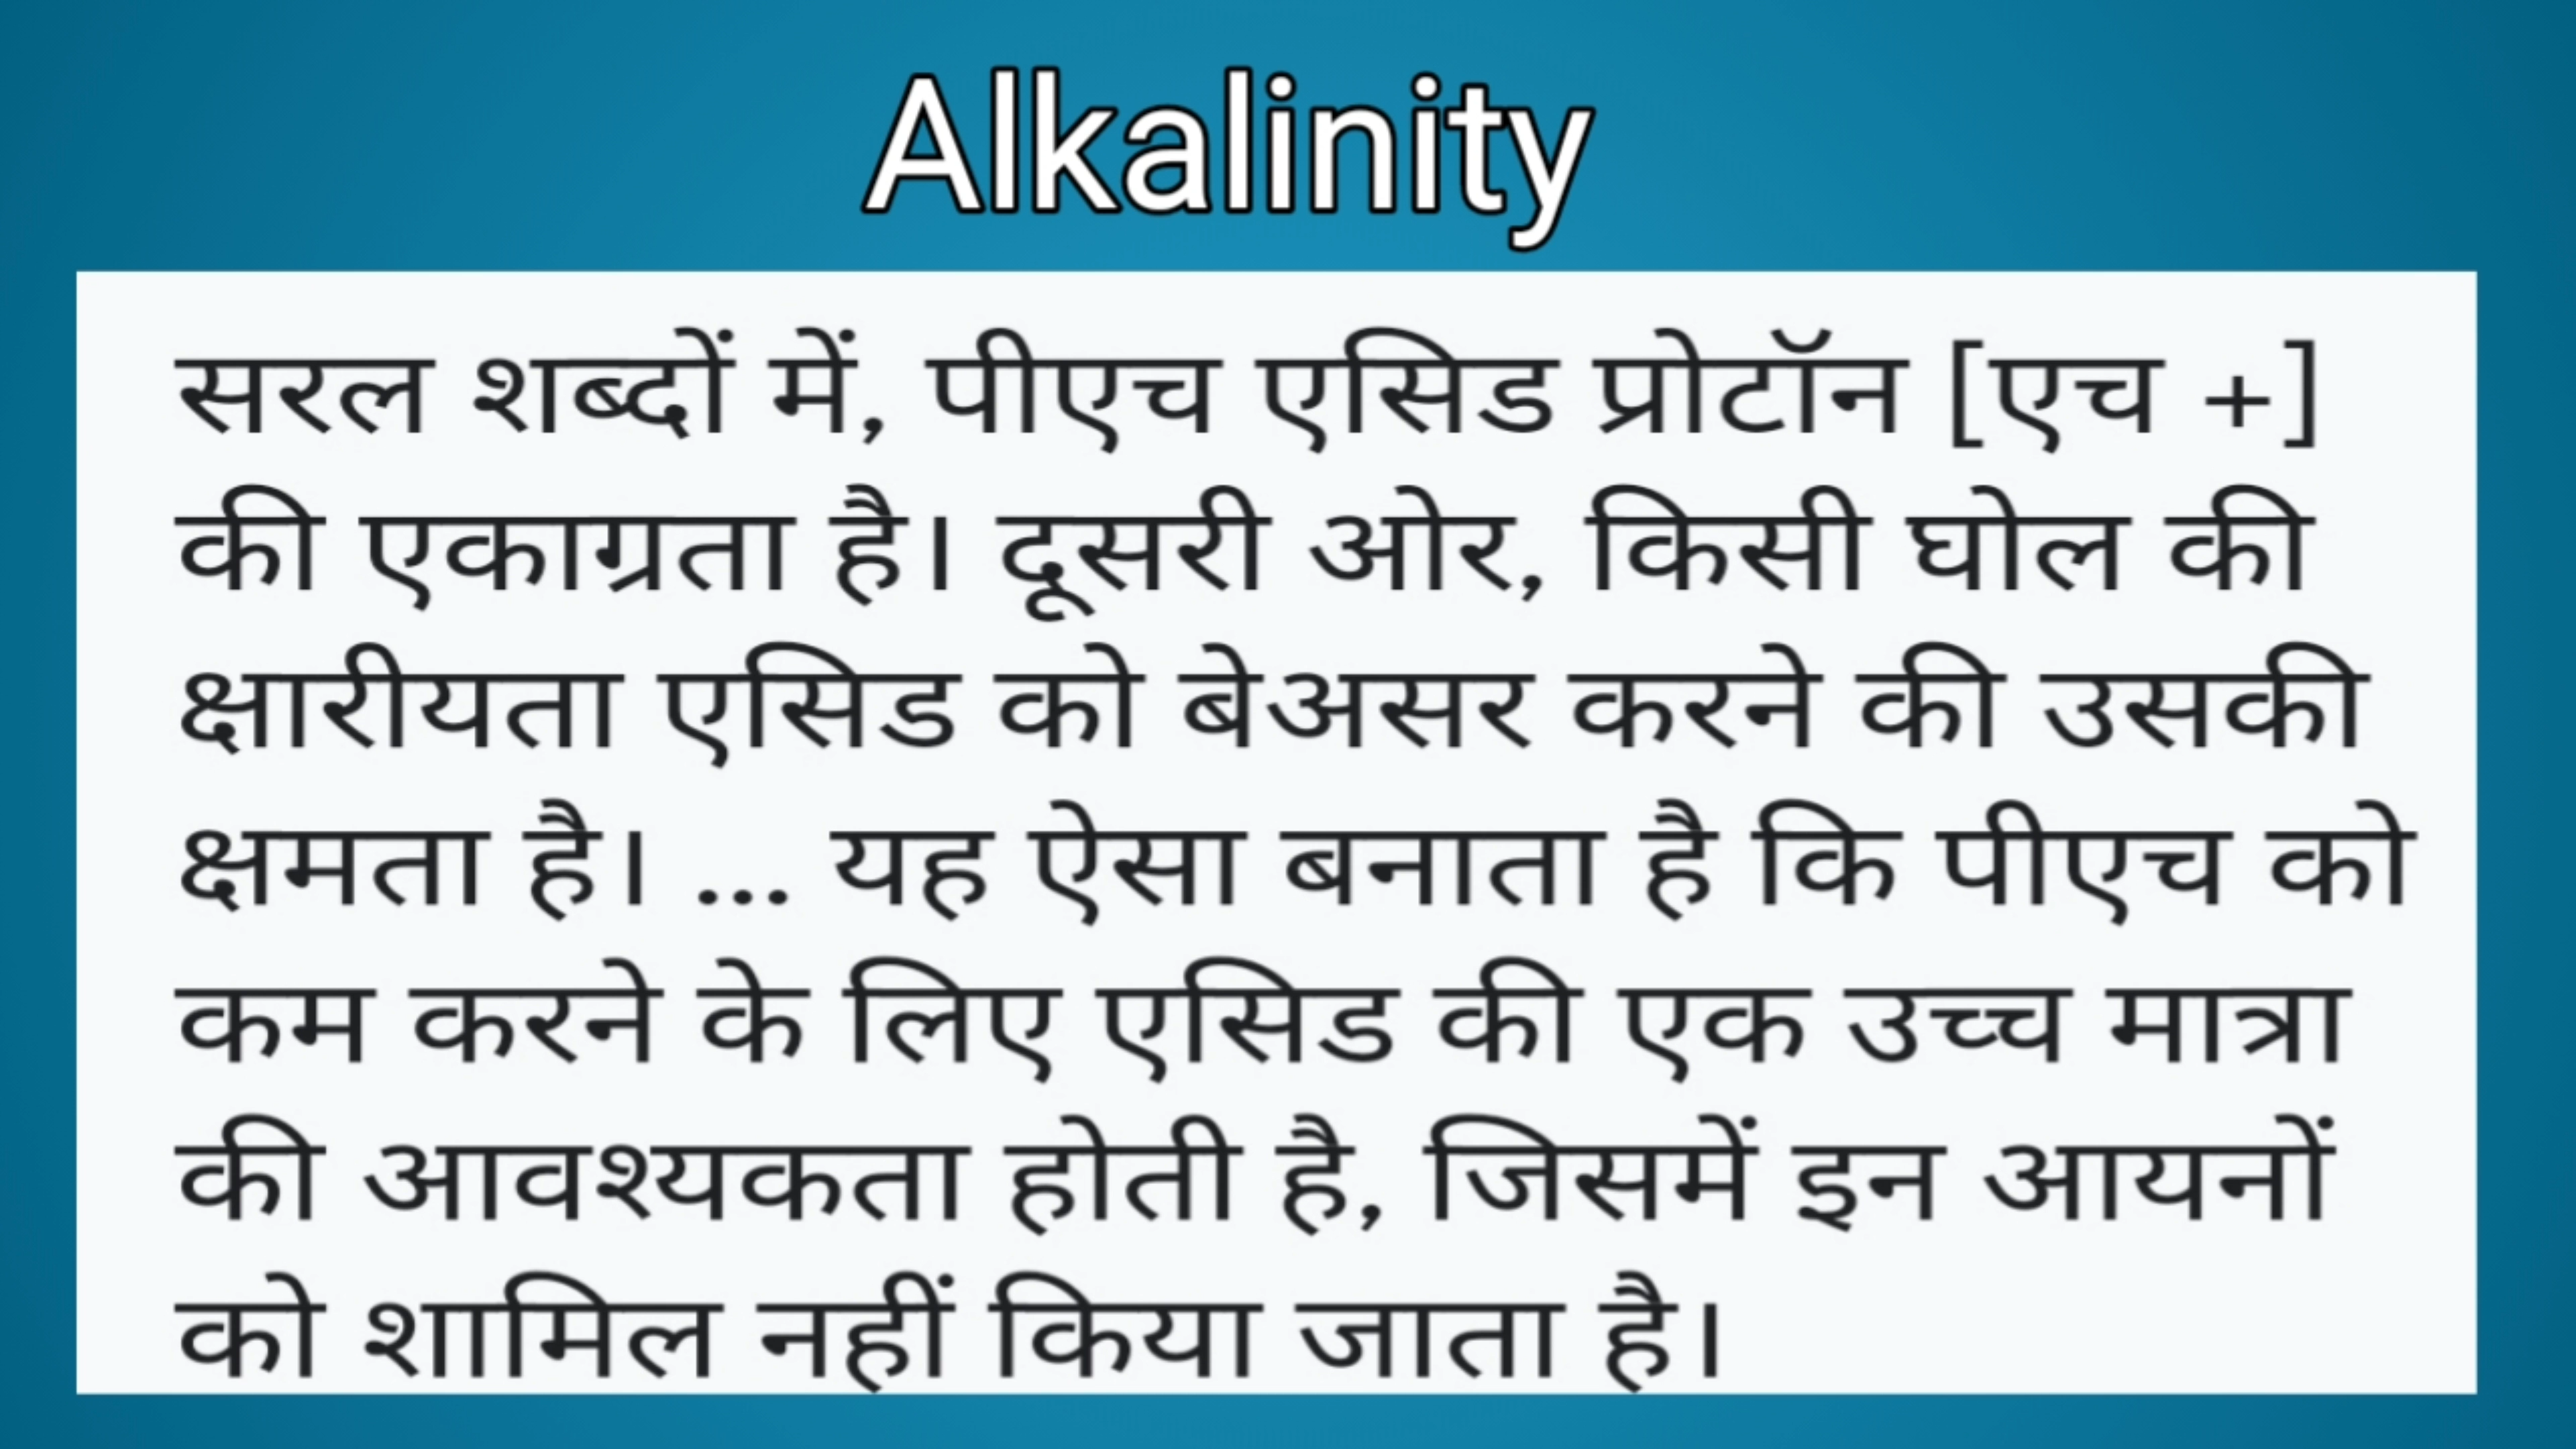 Alkalinity
सरल शब्दों में, पीएच एसिड प्रोटॉन [एच +]
की एकाग्रता है। दूसरी ओर, किसी घोल की
क्षारीयता एसिड को बेअसर करने की उसकी
क्षमता है। ... यह ऐसा बनाता है कि पीएच को
कम करने के लिए एसिड की एक उच्च मात्रा
की आवश्यकता होती है, जिसमें इन आयनों
को शामिल नहीं किया जाता है।